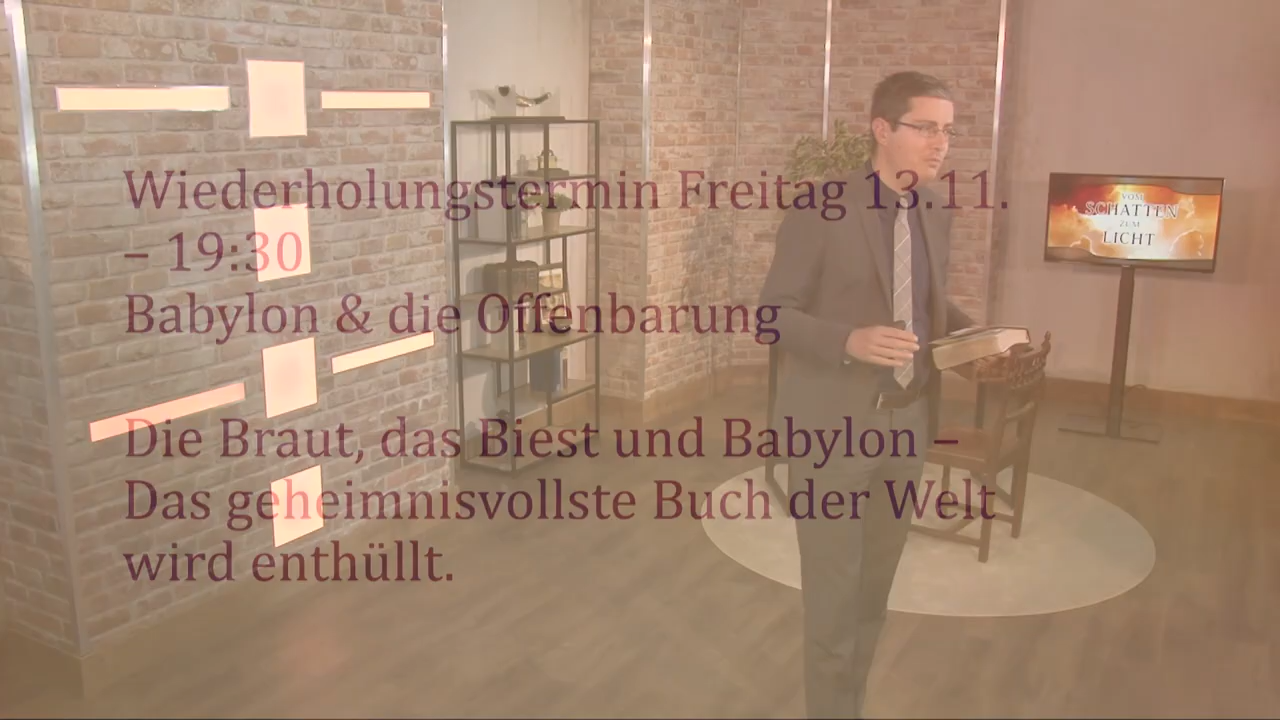 Wiederholungstermin Freitag 13.11.
– 19:30
Babylon & die Offenbarung
Die Braut, das Biest und Babylon –
Das geheimnisvollste Buch der Welt
wird enthüllt.
VOM
SCHATTEN
ZUM
LICHT